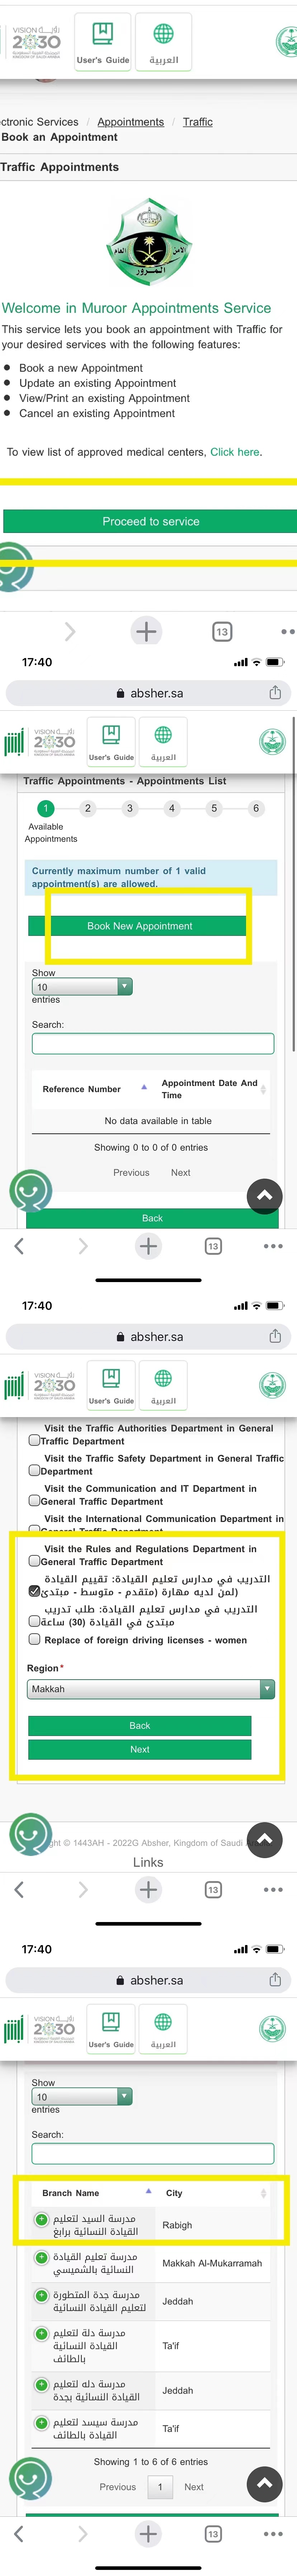 VISION رؤية
2030
KINGDOM OF SAUDI ARABIA
User's Guide
العربية
ctronic Services / Appointments / Traffic
Book an Appointment
Traffic Appointments
الأمن العام
المرور
Welcome in Muroor Appointments Service
This service lets you book an appointment with Traffic for
your desired services with the following features:
Book a new Appointment
Update an existing Appointment
View/Print an existing Appointment
Cancel an existing Appointment
To view list of approved medical centers, Click here.
Proceed to service
13
17:40
absher.sa
VISION رؤية
2030
KINGDOM OF SAUDI ARABIA
User's Guide
العربية
Traffic Appointments - Appointments List
1 2 3 4 5 6
Available
Appointments
Currently maximum number of 1 valid
appointment(s) are allowed.
Book New Appointment
Show
10
entries
Search:
Reference Number
Appointment Date And
Time
No data available in table
Showing 0 to 0 of 0 entries
Previous Next
Back
13
17:40
absher.sa
VISION رؤية
2030
KINGDOM OF SAUDI ARABIA
User's Guide
العربية
Visit the Traffic Authorities Department in General
Traffic Department
Visit the Traffic Safety Department in General Traffic
Department
Visit the Communication and IT Department in
General Traffic Department
Visit the International Communication Department in
General Traffic Department
Visit the Rules and Regulations Department in
General Traffic Department
التدريب في مدارس تعليم القيادة: تقييم القيادة
(لمن لديه مهارة (متقدم - متوسط - مبتدئ
التدريب في مدارس تعليم القيادة: طلب تدريب
مبتدئ في القيادة (30) ساعة
Replace of foreign driving licenses - women
Region*
Makkah
Back
Next
ght © 1443AH - 2022G Absher, Kingdom of Saudi
Links
13
17:40
absher.sa
VISION رؤية
2030
KINGDOM OF SAUDI ARABIA
User's Guide
العربية
Show
10
entries
Search:
Branch Name City
مدرسة السيد لتعليم
القيادة النسائية برابغ
Rabigh
مدرسة تعليم القيادة
النسائية بالشميسي
Makkah Al-Mukarramah
مدرسة جدة المتطورة
لتعليم القيادة النسائية
Jeddah
مدرسة دلة لتعليم
القيادة النسائية
بالطائف
Ta'if
مدرسة دله لتعليم
القيادة النسائية بجدة
Jeddah
مدرسة سيسد لتعليم
القيادة بالطائف
Ta'if
Showing 1 to 6 of 6 entries
Previous 1 Next
13